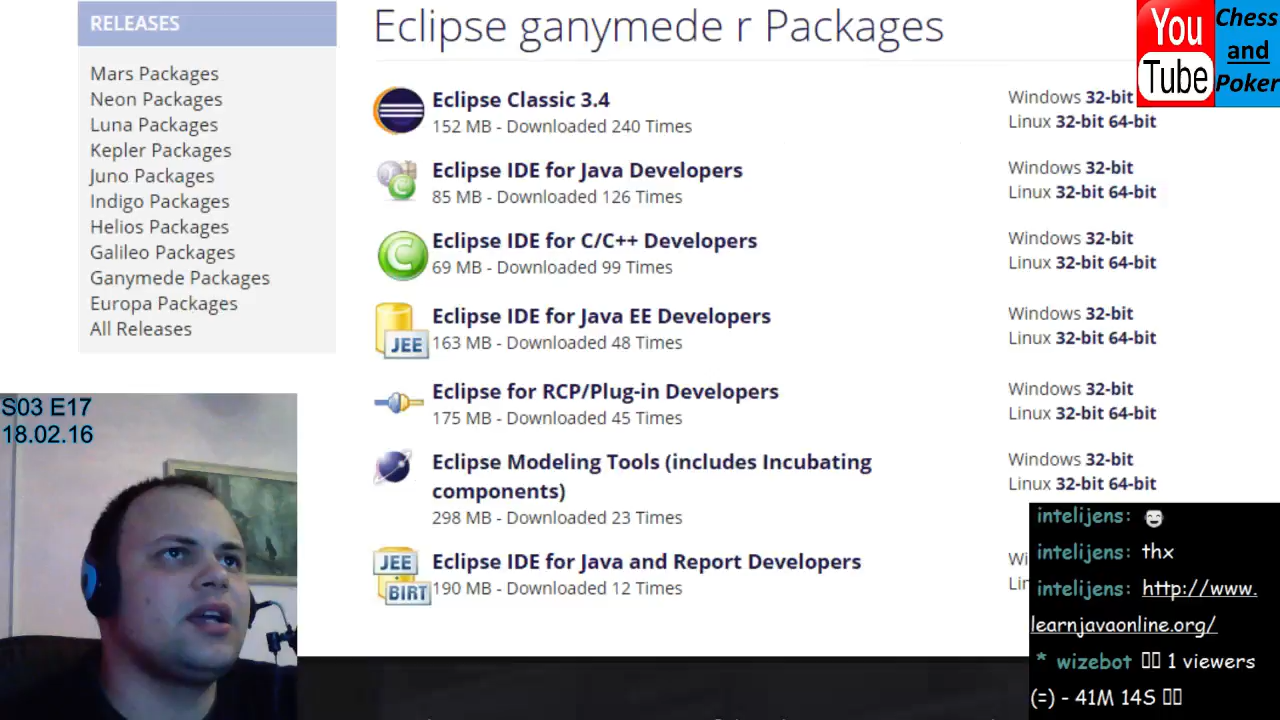 RELEASES
Mars Packages
Neon Packages
Luna Packages
Kepler Packages
Juno Packages
Indigo Packages
Helios Packages
Galileo Packages
Ganymede Packages
Europa Packages
All Releases
Eclipse ganymede r Packages
Eclipse Classic 3.4
152 MB - Downloaded 240 Times
Windows 32-bit
Linux 32-bit 64-bit
Eclipse IDE for Java Developers
85 MB - Downloaded 126 Times
Windows 32-bit
Linux 32-bit 64-bit
Eclipse IDE for C/C++ Developers
69 MB - Downloaded 99 Times
Windows 32-bit
Linux 32-bit 64-bit
JEE
Eclipse IDE for Java EE Developers
163 MB - Downloaded 48 Times
Windows 32-bit
Linux 32-bit 64-bit
Eclipse for RCP/Plug-in Developers
175 MB - Downloaded 45 Times
Windows 32-bit
Linux 32-bit 64-bit
Eclipse Modeling Tools (includes Incubating
components)
298 MB - Downloaded 23 Times
Windows 32-bit
Linux 32-bit 64-bit
JEE
BIRT
Eclipse IDE for Java and Report Developers
190 MB - Downloaded 12 Times
You
Tube
Chess
and
Poker
S03 E17
18.02.16
intelijens:
intelijens: thx
intelijens: http://www.
learnjavaonline.org/
* wizebot 1 viewers
(=) - 41M 14S